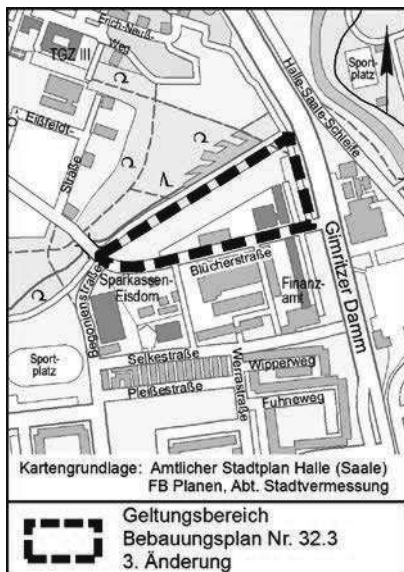 Erich-Neuß-
Weg
TGZ III
Sport-
platz
Halle-Saale-Schleife
Eißfeldt-
Straße
Gimritzer Damm
Blücherstraße
Sparkassen-
Eisdom
Finanz-
amt
Begonienstraße
Sport-
platz
Selkestraße
Werrastraße
Wipperweg
Pleißestraße
Fuhneweg
Kartengrundlage: Amtlicher Stadtplan Halle (Saale)
FB Planen, Abt. Stadtvermessung
Geltungsbereich
Bebauungsplan Nr. 32.3
3. Änderung